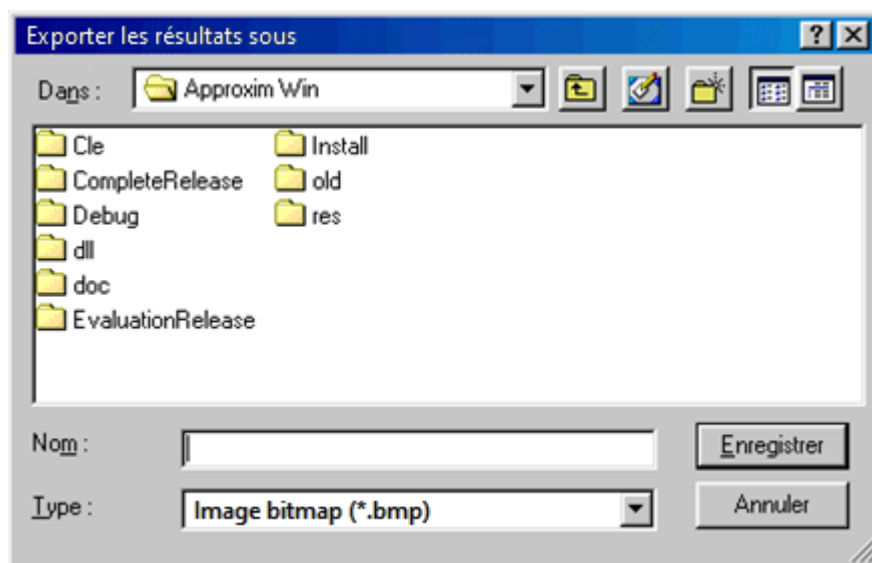 Exporter les résultats sous
Dans : Approxim Win
Cle Install
CompleteRelease old
Debug res
dll
doc
EvaluationRelease
Nom : Enregistrer
Type : Image bitmap (*.bmp) Annuler